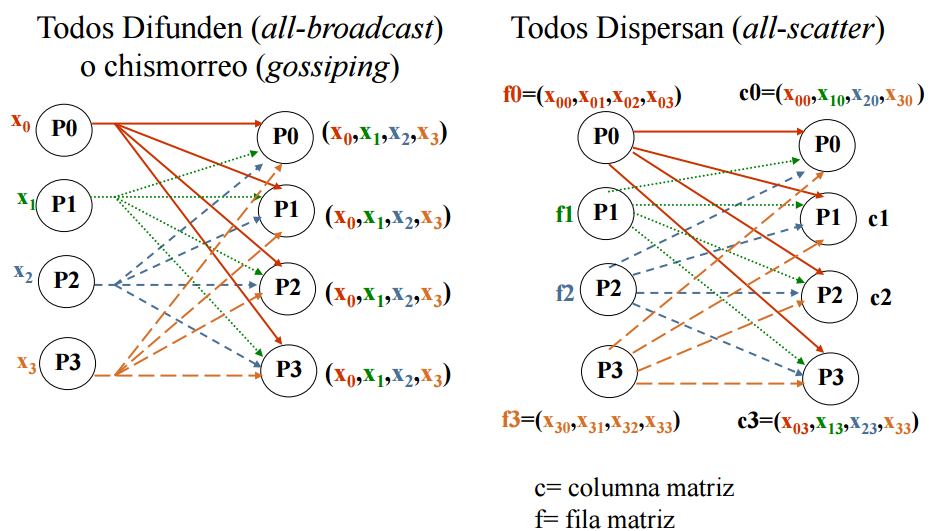 Todos Difunden (all-broadcast)
o chismorreo (gossiping)
x0 P0 P0 (x0,x1,x2,x3)
x1 P1 P1 (x0,x1,x2,x3)
x2 P2 P2 (x0,x1,x2,x3)
x3 P3 P3 (x0,x1,x2,x3)
Todos Dispersan (all-scatter)
f0=(x00,x01,x02,x03) c0=(x00,x10,x20,x30 )
P0 P0
f1 P1 P1 c1
f2 P2 P2 c2
P3 P3
f3=(x30,x31,x32,x33) c3=(x03,x13,x23,x33)
c= columna matriz
f= fila matriz